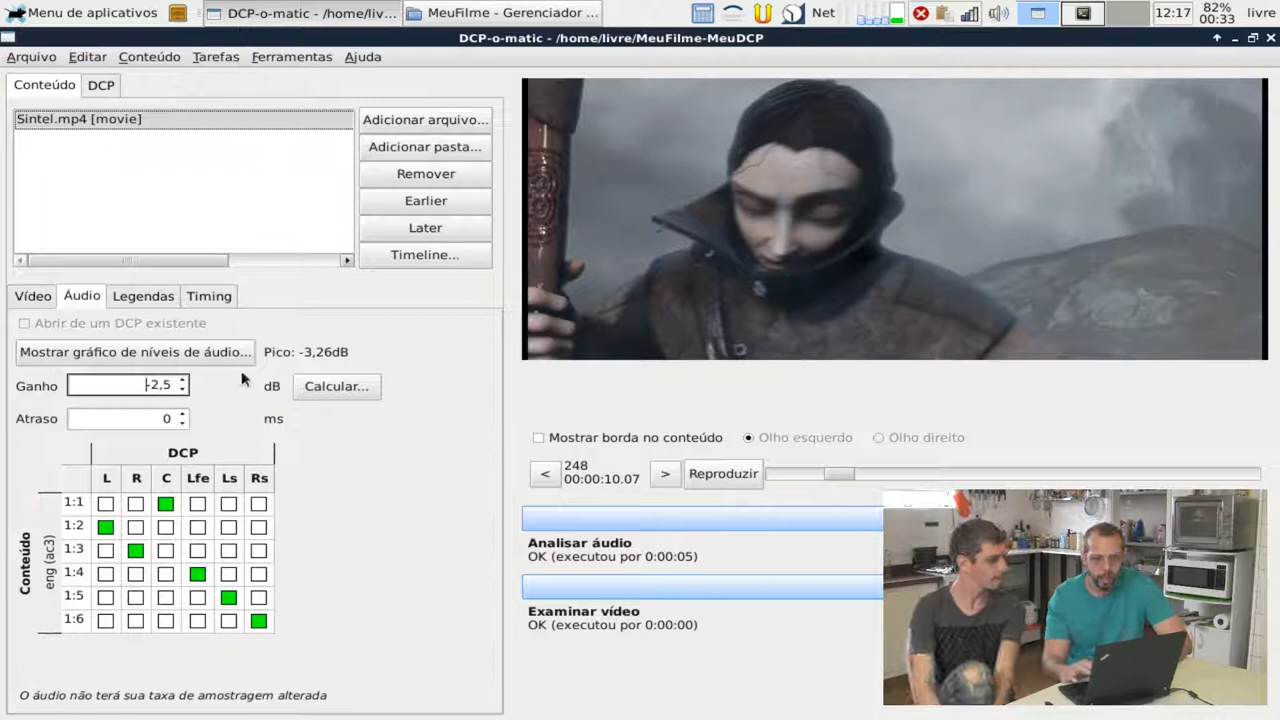 Menu de aplicativos
DCP-o-matic - /home/liv...
MeuFilme - Gerenciador ...
Net
12:17
82%
00:33
livre
DCP-o-matic - /home/livre/MeuFilme-MeuDCP
Arquivo Editar Conteúdo Tarefas Ferramentas Ajuda
Conteúdo DCP
Sintel.mp4 [movie]
Adicionar arquivo...
Adicionar pasta...
Remover
Earlier
Later
Timeline...
Vídeo Áudio Legendas Timing
Abrir de um DCP existente
Mostrar gráfico de níveis de áudio... Pico: -3,26dB
Ganho -2,5 dB Calcular...
Atraso 0 ms
DCP
L R C Lfe Ls Rs
Conteúdo
eng (ac3)
1:1
1:2
1:3
1:4
1:5
1:6
O áudio não terá sua taxa de amostragem alterada
Mostrar borda no conteúdo Olho esquerdo Olho direito
< 248
00:00:10.07 > Reproduzir
Analisar áudio
OK (executou por 0:00:05)
Examinar vídeo
OK (executou por 0:00:00)